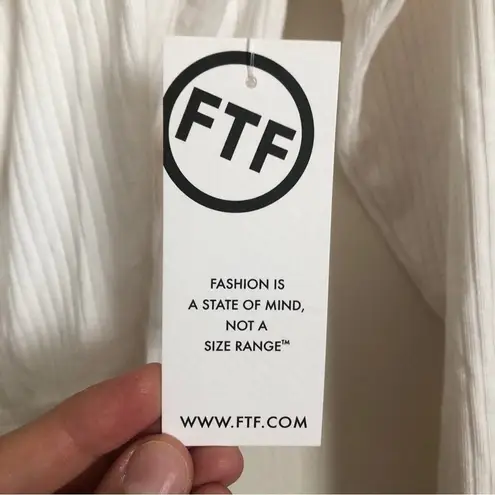 FTF
FASHION IS
A STATE OF MIND,
NOT A
SIZE RANGE™
WWW.FTF.COM